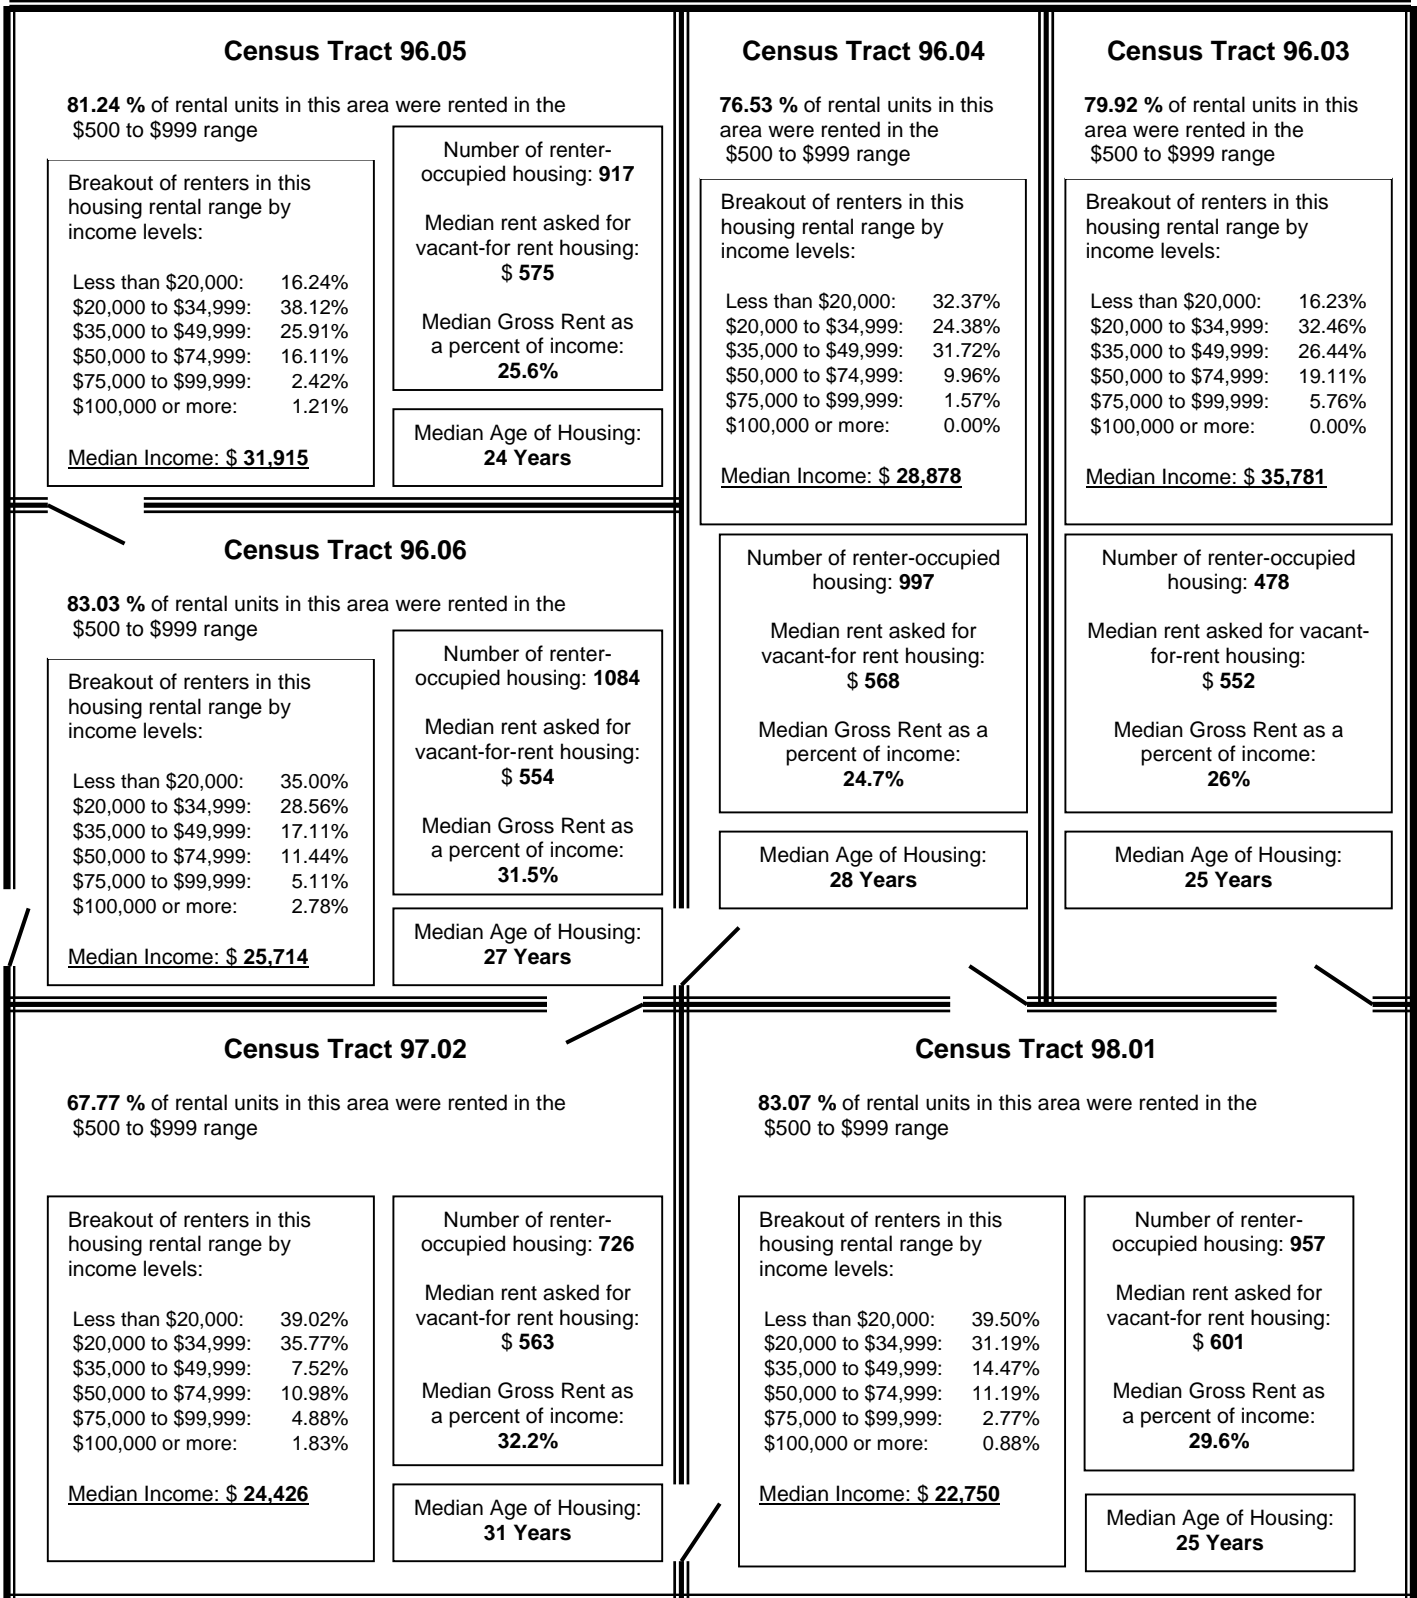 Census Tract 96.05
81.24 % of rental units in this area were rented in the
$500 to $999 range
Breakout of renters in this
housing rental range by
income levels:
Less than $20,000: 16.24%
$20,000 to $34,999: 38.12%
$35,000 to $49,999: 25.91%
$50,000 to $74,999: 16.11%
$75,000 to $99,999: 2.42%
$100,000 or more: 1.21%
Median Income: $ 31,915
Number of renter-
occupied housing: 917
Median rent asked for
vacant-for rent housing:
$ 575
Median Gross Rent as
a percent of income:
25.6%
Median Age of Housing:
24 Years
Census Tract 96.04
76.53 % of rental units in this
area were rented in the
$500 to $999 range
Breakout of renters in this
housing rental range by
income levels:
Less than $20,000: 32.37%
$20,000 to $34,999: 24.38%
$35,000 to $49,999: 31.72%
$50,000 to $74,999: 9.96%
$75,000 to $99,999: 1.57%
$100,000 or more: 0.00%
Median Income: $ 28,878
Number of renter-occupied
housing: 997
Median rent asked for
vacant-for rent housing:
$ 568
Median Gross Rent as a
percent of income:
24.7%
Median Age of Housing:
28 Years
Census Tract 96.03
79.92 % of rental units in this
area were rented in the
$500 to $999 range
Breakout of renters in this
housing rental range by
income levels:
Less than $20,000: 16.23%
$20,000 to $34,999: 32.46%
$35,000 to $49,999: 26.44%
$50,000 to $74,999: 19.11%
$75,000 to $99,999: 5.76%
$100,000 or more: 0.00%
Median Income: $ 35,781
Number of renter-occupied
housing: 478
Median rent asked for vacant-
for-rent housing:
$ 552
Median Gross Rent as a
percent of income:
26%
Median Age of Housing:
25 Years
Census Tract 96.06
83.03 % of rental units in this area were rented in the
$500 to $999 range
Breakout of renters in this
housing rental range by
income levels:
Less than $20,000: 35.00%
$20,000 to $34,999: 28.56%
$35,000 to $49,999: 17.11%
$50,000 to $74,999: 11.44%
$75,000 to $99,999: 5.11%
$100,000 or more: 2.78%
Median Income: $ 25,714
Number of renter-
occupied housing: 1084
Median rent asked for
vacant-for-rent housing:
$ 554
Median Gross Rent as
a percent of income:
31.5%
Median Age of Housing:
27 Years
Census Tract 97.02
67.77 % of rental units in this area were rented in the
$500 to $999 range
Breakout of renters in this
housing rental range by
income levels:
Less than $20,000: 39.02%
$20,000 to $34,999: 35.77%
$35,000 to $49,999: 7.52%
$50,000 to $74,999: 10.98%
$75,000 to $99,999: 4.88%
$100,000 or more: 1.83%
Median Income: $ 24,426
Number of renter-
occupied housing: 726
Median rent asked for
vacant-for rent housing:
$ 563
Median Gross Rent as
a percent of income:
32.2%
Median Age of Housing:
31 Years
Census Tract 98.01
83.07 % of rental units in this area were rented in the
$500 to $999 range
Breakout of renters in this
housing rental range by
income levels:
Less than $20,000: 39.50%
$20,000 to $34,999: 31.19%
$35,000 to $49,999: 14.47%
$50,000 to $74,999: 11.19%
$75,000 to $99,999: 2.77%
$100,000 or more: 0.88%
Median Income: $ 22,750
Number of renter-
occupied housing: 957
Median rent asked for
vacant-for rent housing:
$ 601
Median Gross Rent as
a percent of income:
29.6%
Median Age of Housing:
25 Years